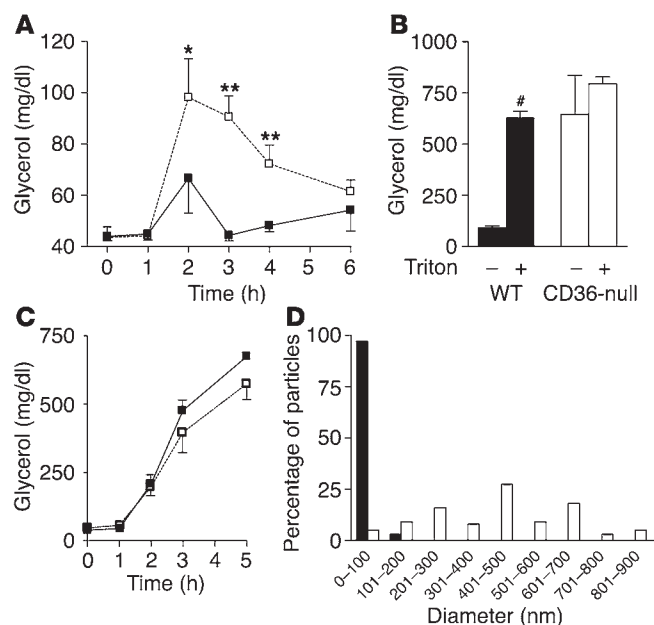 A
Glycerol (mg/dl)
120
100
80
60
40
*
**
**
0 1 2 3 4 6
Time (h)
B
Glycerol (mg/dl)
1000
750
500
250
0
#
Triton – + – +
WT CD36-null
C
Glycerol (mg/dl)
750
500
250
0
0 1 2 3 5
Time (h)
D
Percentage of particles
100
75
50
25
0
0–100
101–200
201–300
301–400
401–500
501–600
601–700
701–800
801–900
Diameter (nm)